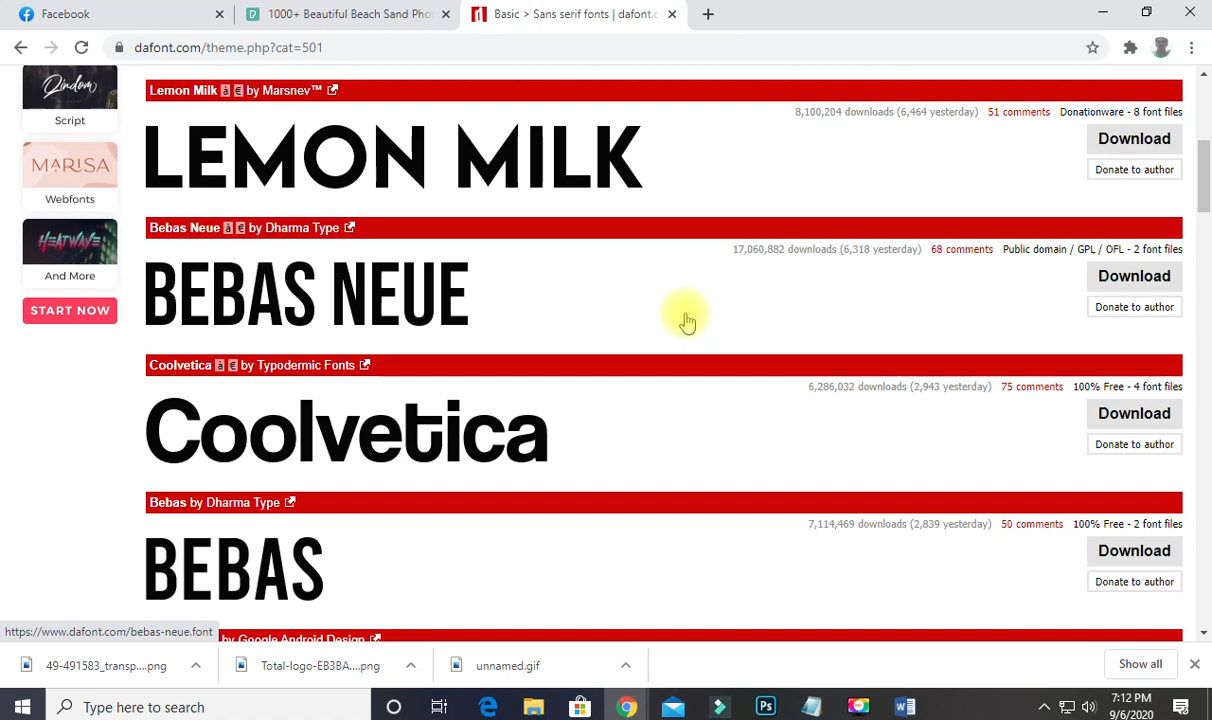 Facebook
1000+ Beautiful Beach Sand Pho
Basic > Sans serif fonts | dafont.c
dafont.com/theme.php?cat=501
Qindom
Script
MARISA
Webfonts
HEATWAVE
And More
START NOW
Lemon Milk à € by Marsnev™
8,100,204 downloads (6,464 yesterday) 51 comments Donationware - 8 font files
LEMON MILK
Download
Donate to author
Bebas Neue à € by Dharma Type
17,060,882 downloads (6,318 yesterday) 68 comments Public domain / GPL / OFL - 2 font files
BEBAS NEUE
Download
Donate to author
Coolvetica à € by Typodermic Fonts
6,286,032 downloads (2,943 yesterday) 75 comments 100% Free - 4 font files
Coolvetica
Download
Donate to author
Bebas by Dharma Type
7,114,469 downloads (2,839 yesterday) 50 comments 100% Free - 2 font files
BEBAS
Download
Donate to author
https://www.dafont.com/bebas-neue.font
by Google Android Design
49-491583_transp....png
Total-logo-EB3BA....png
unnamed.gif
Show all
Type here to search
Ps
W
7:12 PM
9/6/2020